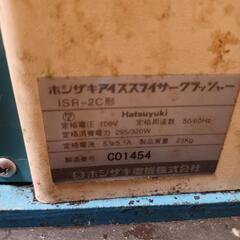 ホシザキアイススライサークラッシャー
ISR-2C形
Hatsuyuki
定格電圧 100V 定格周波数 50/60Hz
定格消費電力 295/320W
定格電流 5.9/5.1A 製品質量 23Kg
製造番号 C01454
ホシザキ電機株式会社